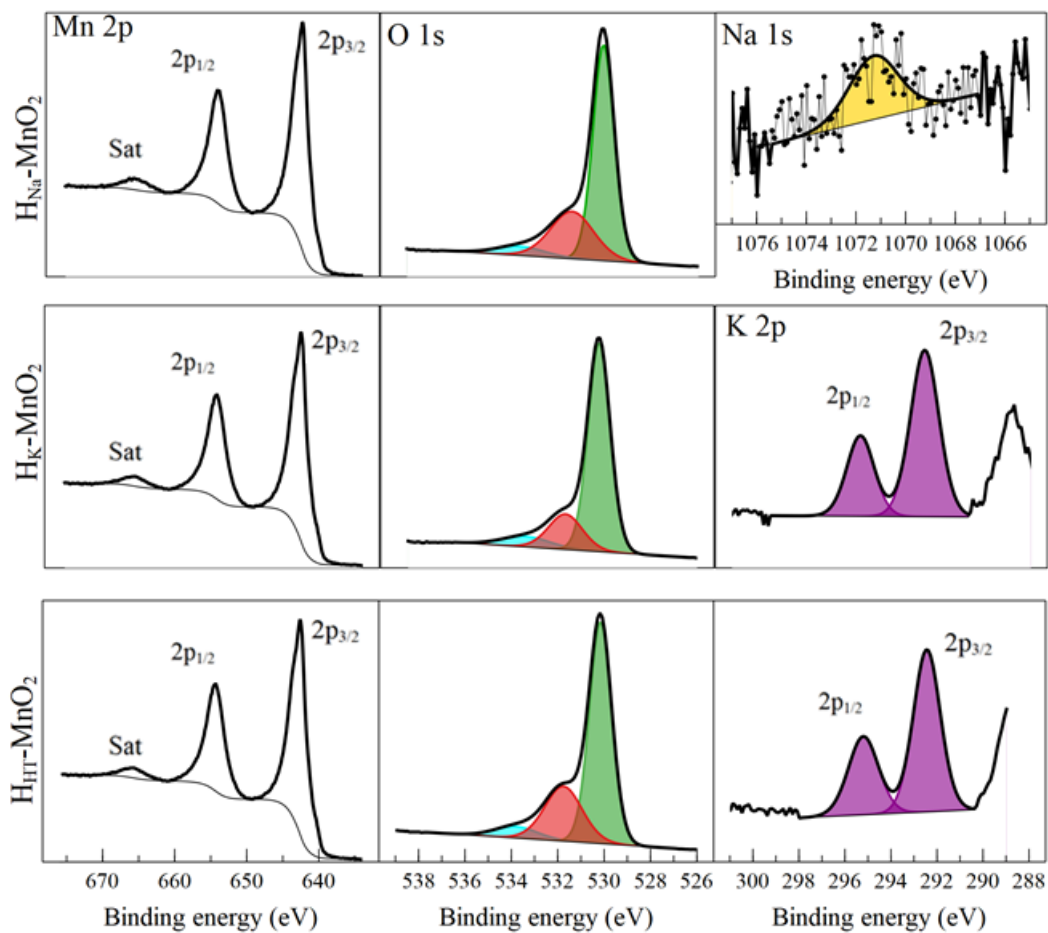 Mn 2p
O 1s
Na 1s
2p1/2
2p3/2
Sat
HNa-MnO2
1076 1074 1072 1070 1068 1066
Binding energy (eV)
K 2p
2p1/2
2p3/2
Sat
2p1/2
2p3/2
HK-MnO2
2p1/2
2p3/2
Sat
2p1/2
2p3/2
HHT-MnO2
670 660 650 640
538 536 534 532 530 528 526
300 298 296 294 292 290 288
Binding energy (eV)
Binding energy (eV)
Binding energy (eV)